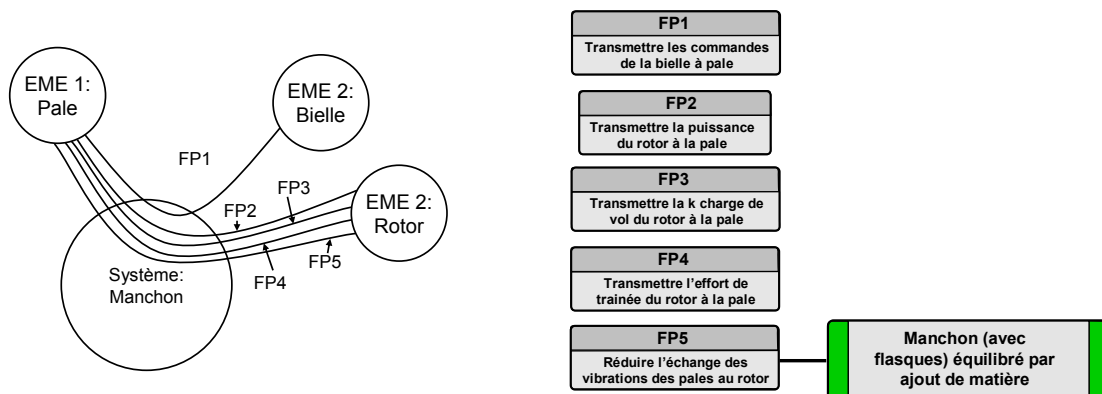 EME 1:
Pale
EME 2:
Bielle
FP1
FP3
FP2
EME 2:
Rotor
FP5
FP4
Système:
Manchon
FP1
Transmettre les commandes
de la bielle à pale
FP2
Transmettre la puissance
du rotor à la pale
FP3
Transmettre la k charge de
vol du rotor à la pale
FP4
Transmettre l'effort de
trainée du rotor à la pale
FP5
Réduire l'échange des
vibrations des pales au rotor
Manchon (avec
flasques) équilibré par
ajout de matière